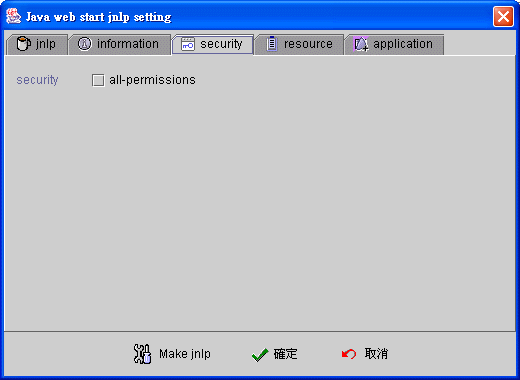 Java web start jnlp setting
jnlp information security resource application
security all-permissions
Make jnlp 確定 取消